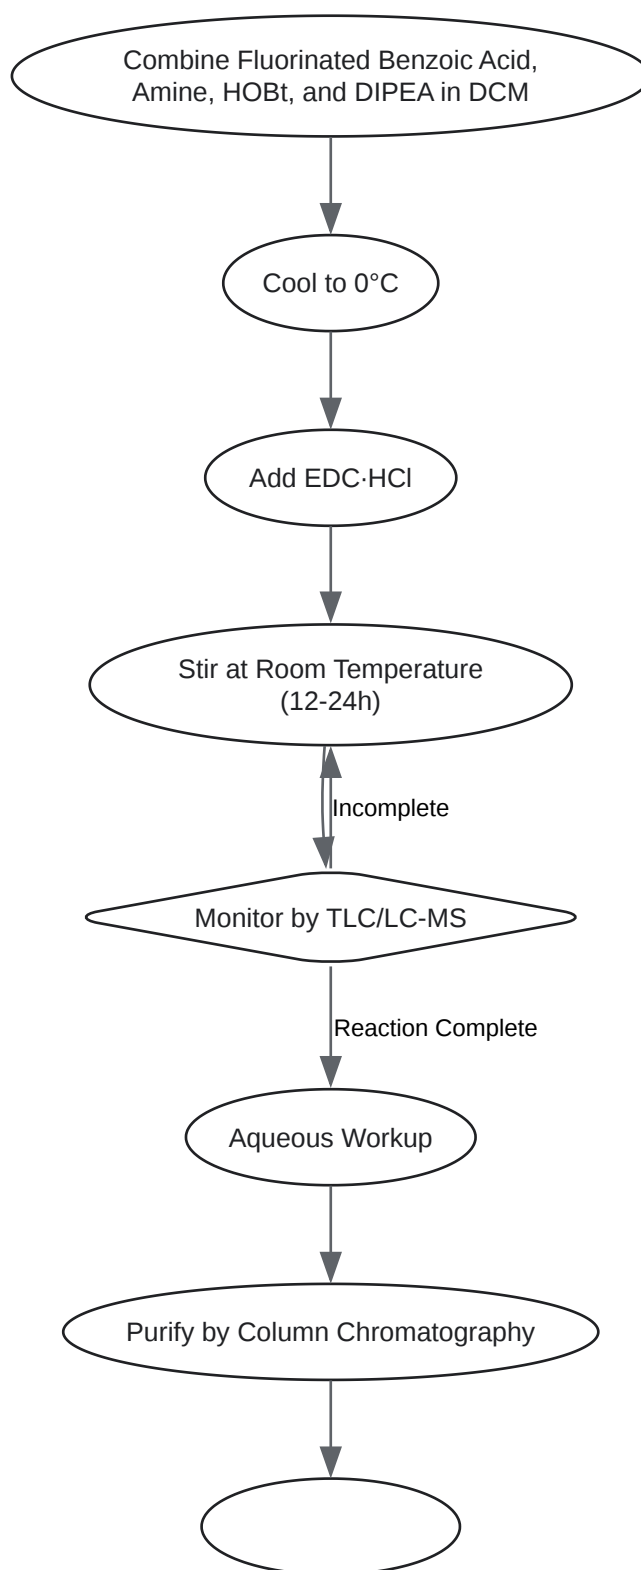 Combine Fluorinated Benzoic Acid,
Amine, HOBt, and DIPEA in DCM
Cool to 0°C
Add EDC·HCl
Stir at Room Temperature
(12-24h)
Incomplete
Monitor by TLC/LC-MS
Reaction Complete
Aqueous Workup
Purify by Column Chromatography